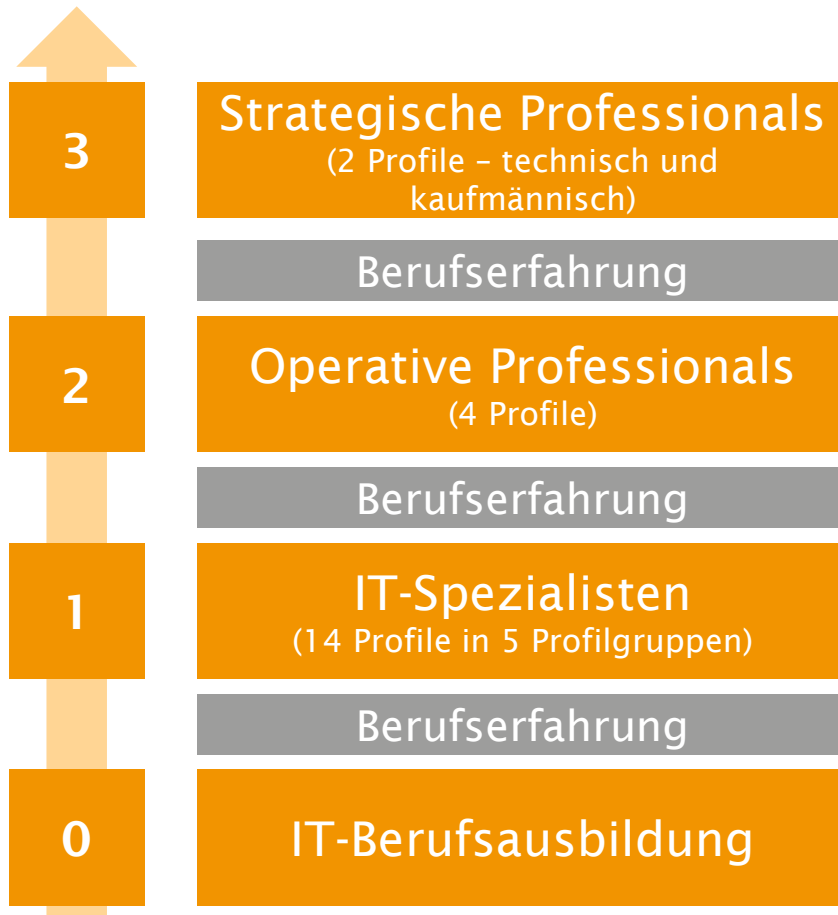 3
Strategische Professionals
(2 Profile – technisch und
kaufmännisch)
Berufserfahrung
2
Operative Professionals
(4 Profile)
Berufserfahrung
1
IT-Spezialisten
(14 Profile in 5 Profilgruppen)
Berufserfahrung
0
IT-Berufsausbildung